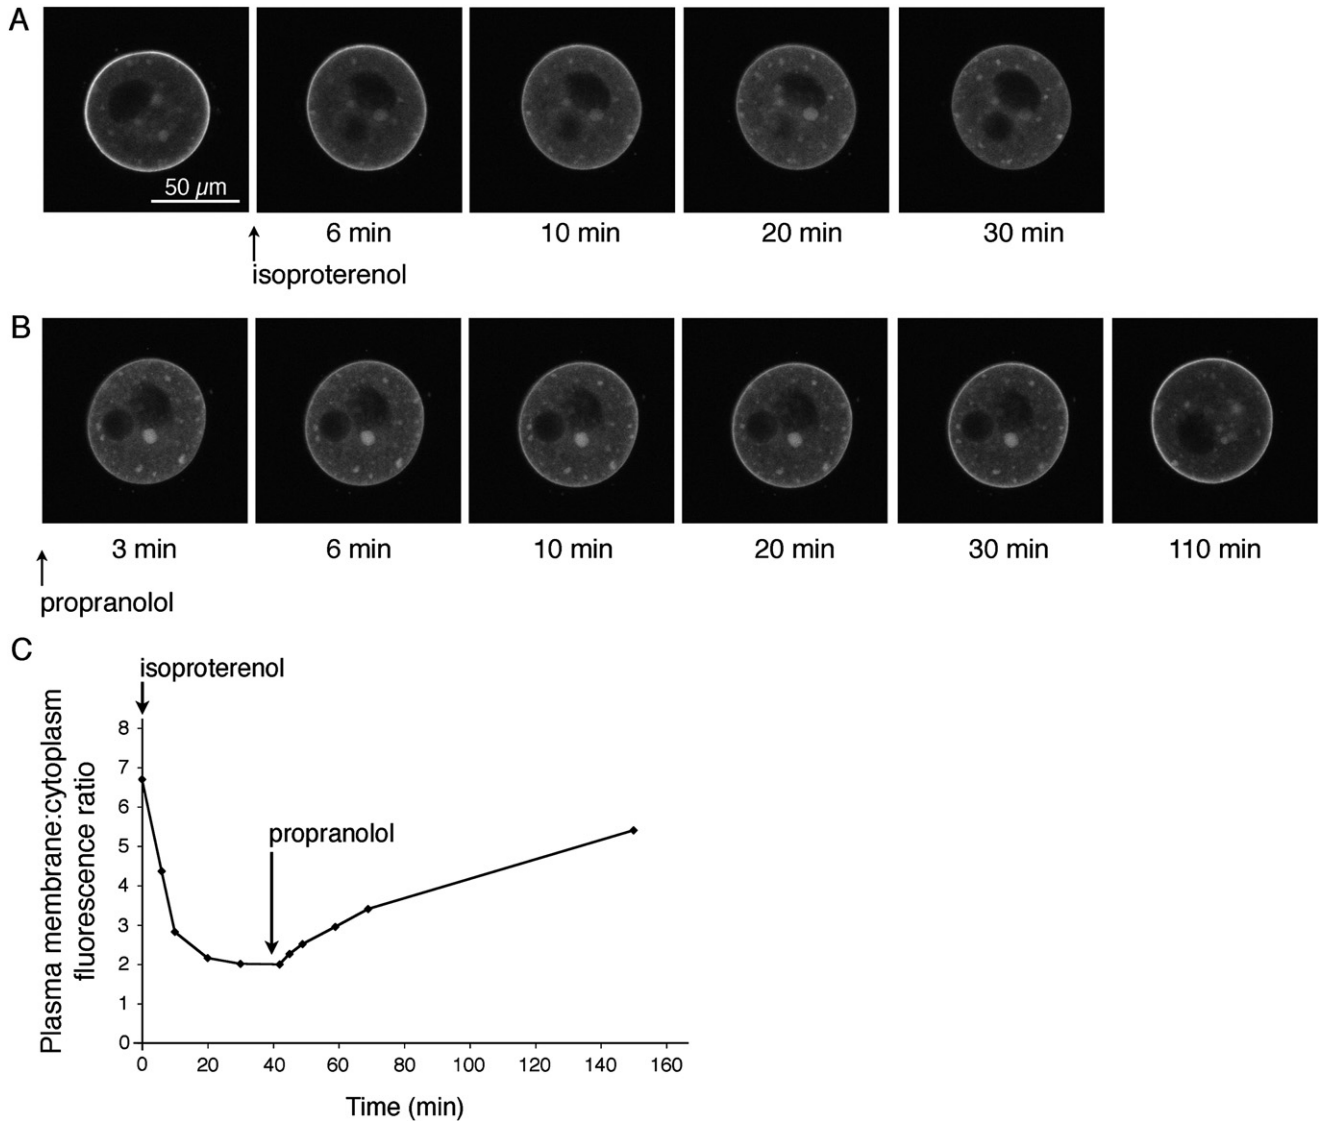 A
50 μm
6 min
10 min
20 min
30 min
isoproterenol
B
3 min
6 min
10 min
20 min
30 min
110 min
propranolol
C
isoproterenol
Plasma membrane:cytoplasm
fluorescence ratio
8
7
6
5
4
3
2
1
0
propranolol
0 20 40 60 80 100 120 140 160
Time (min)